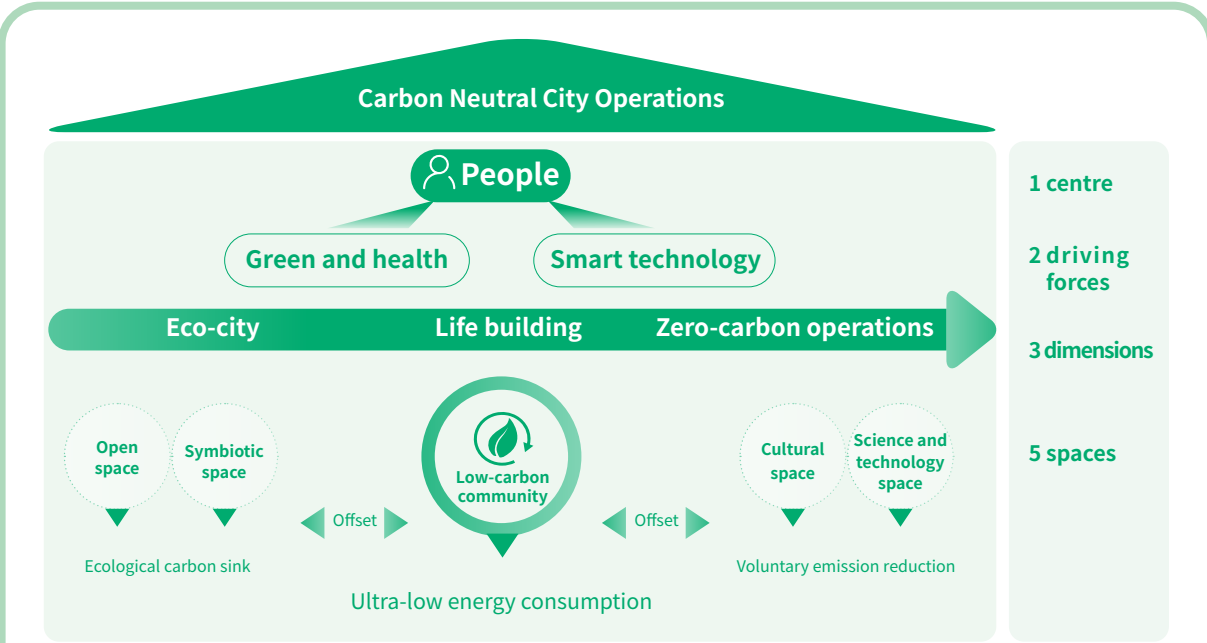 Carbon Neutral City Operations
People
1 centre
Green and health
Smart technology
2 driving
forces
Eco-city
Life building
Zero-carbon operations
3 dimensions
Open
space
Symbiotic
space
Low-carbon
community
Cultural
space
Science and
technology
space
5 spaces
Offset
Offset
Ecological carbon sink
Voluntary emission reduction
Ultra-low energy consumption